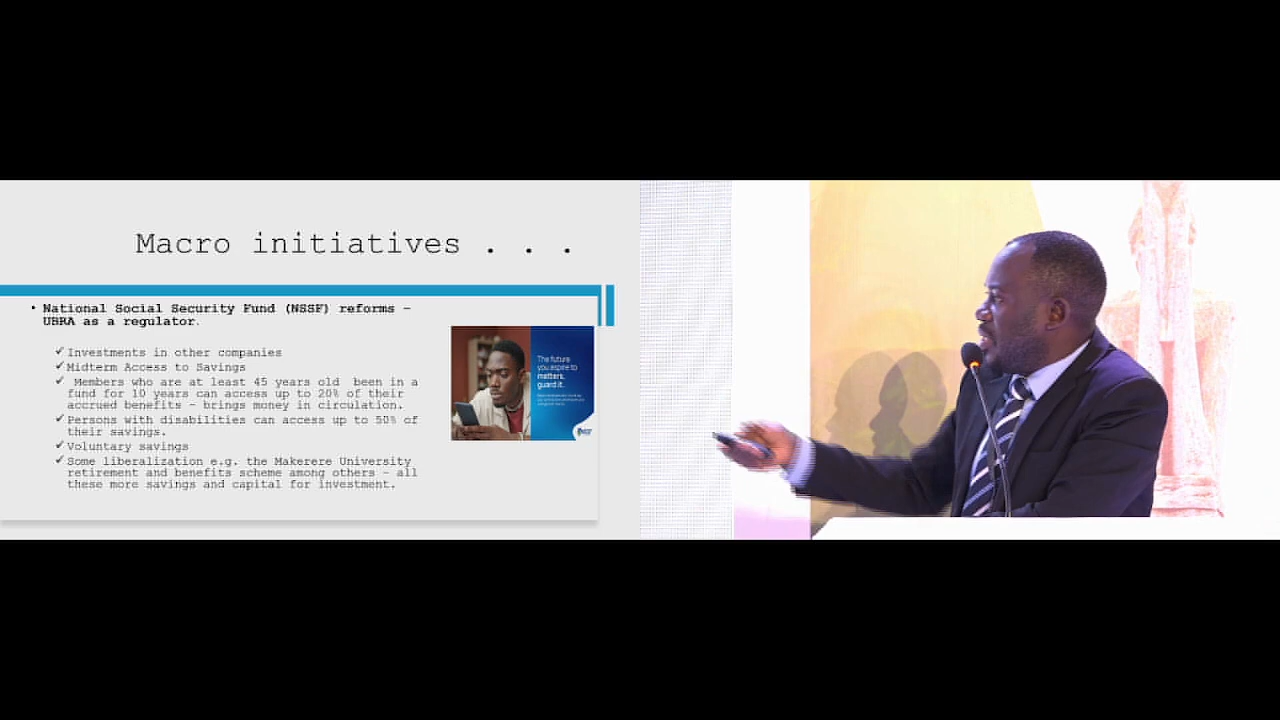 Macro initiatives . . .
• National Social Security Fund (NSSF) reforms –
UBRA as a regulator.
✓Investments in other companies
✓Midterm Access to Savings
✓ Members who are at least 45 years old been in a
fund for 10 years can access up to 20% of their
accrued benefits – brings money in circulation.
✓Persons with disabilities can access up to 50% of
their savings.
✓Voluntary savings
✓Some liberalisation e.g. the Makerere University
retirement and benefits scheme among others – all
these more savings and capital for investment.
The future
you aspire to
matters,
guard it.